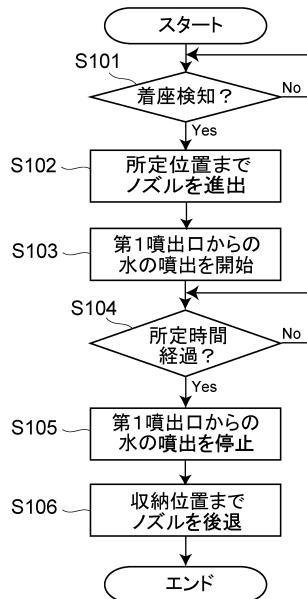 スタート
S101
着座検知？
No
Yes
S102
所定位置まで
ノズルを進出
S103
第1噴出口からの
水の噴出を開始
S104
所定時間
経過？
No
Yes
S105
第1噴出口からの
水の噴出を停止
S106
収納位置まで
ノズルを後退
エンド